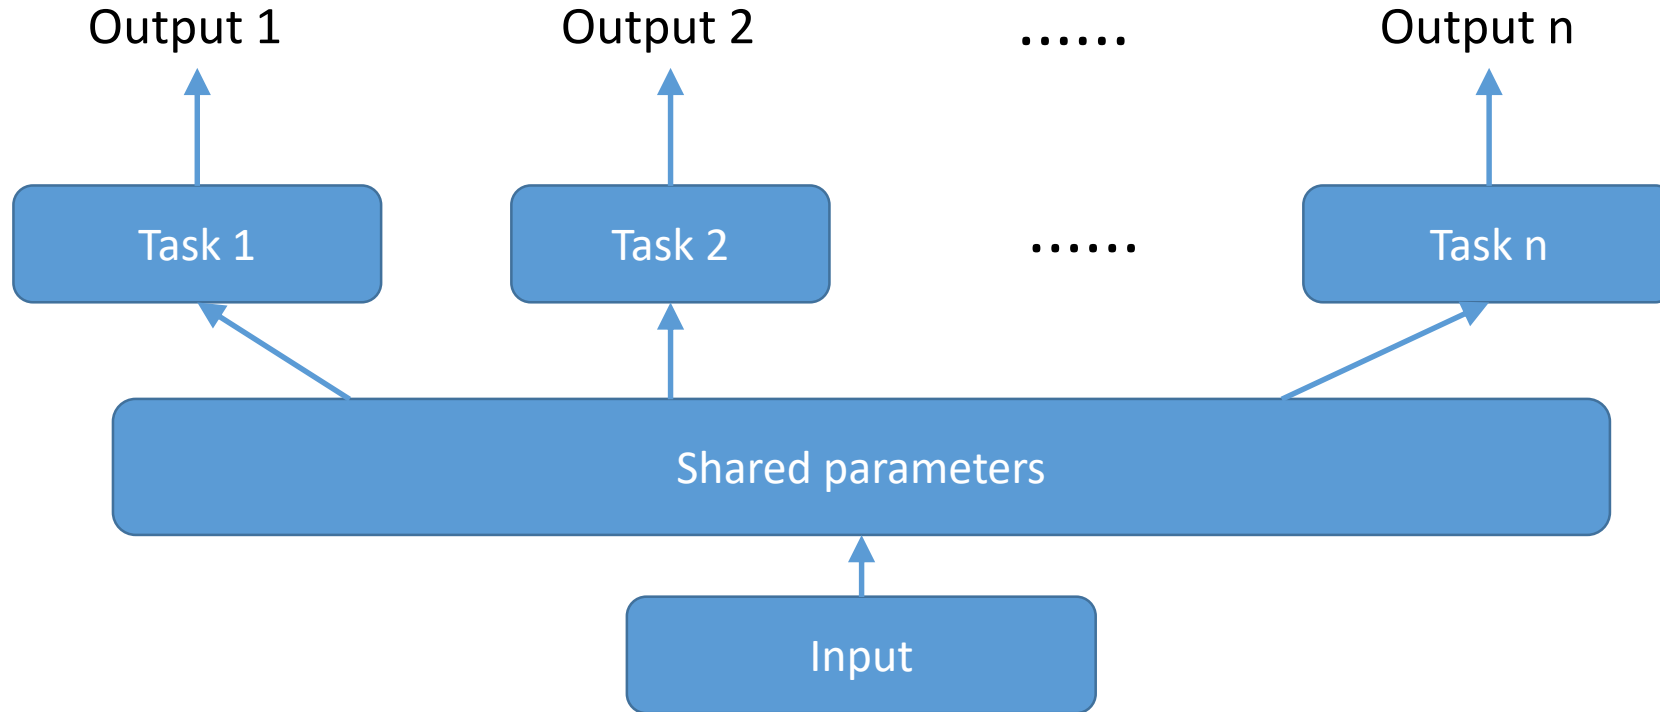 Output 1 Output 2 ...... Output n
Task 1 Task 2 ...... Task n
Shared parameters
Input